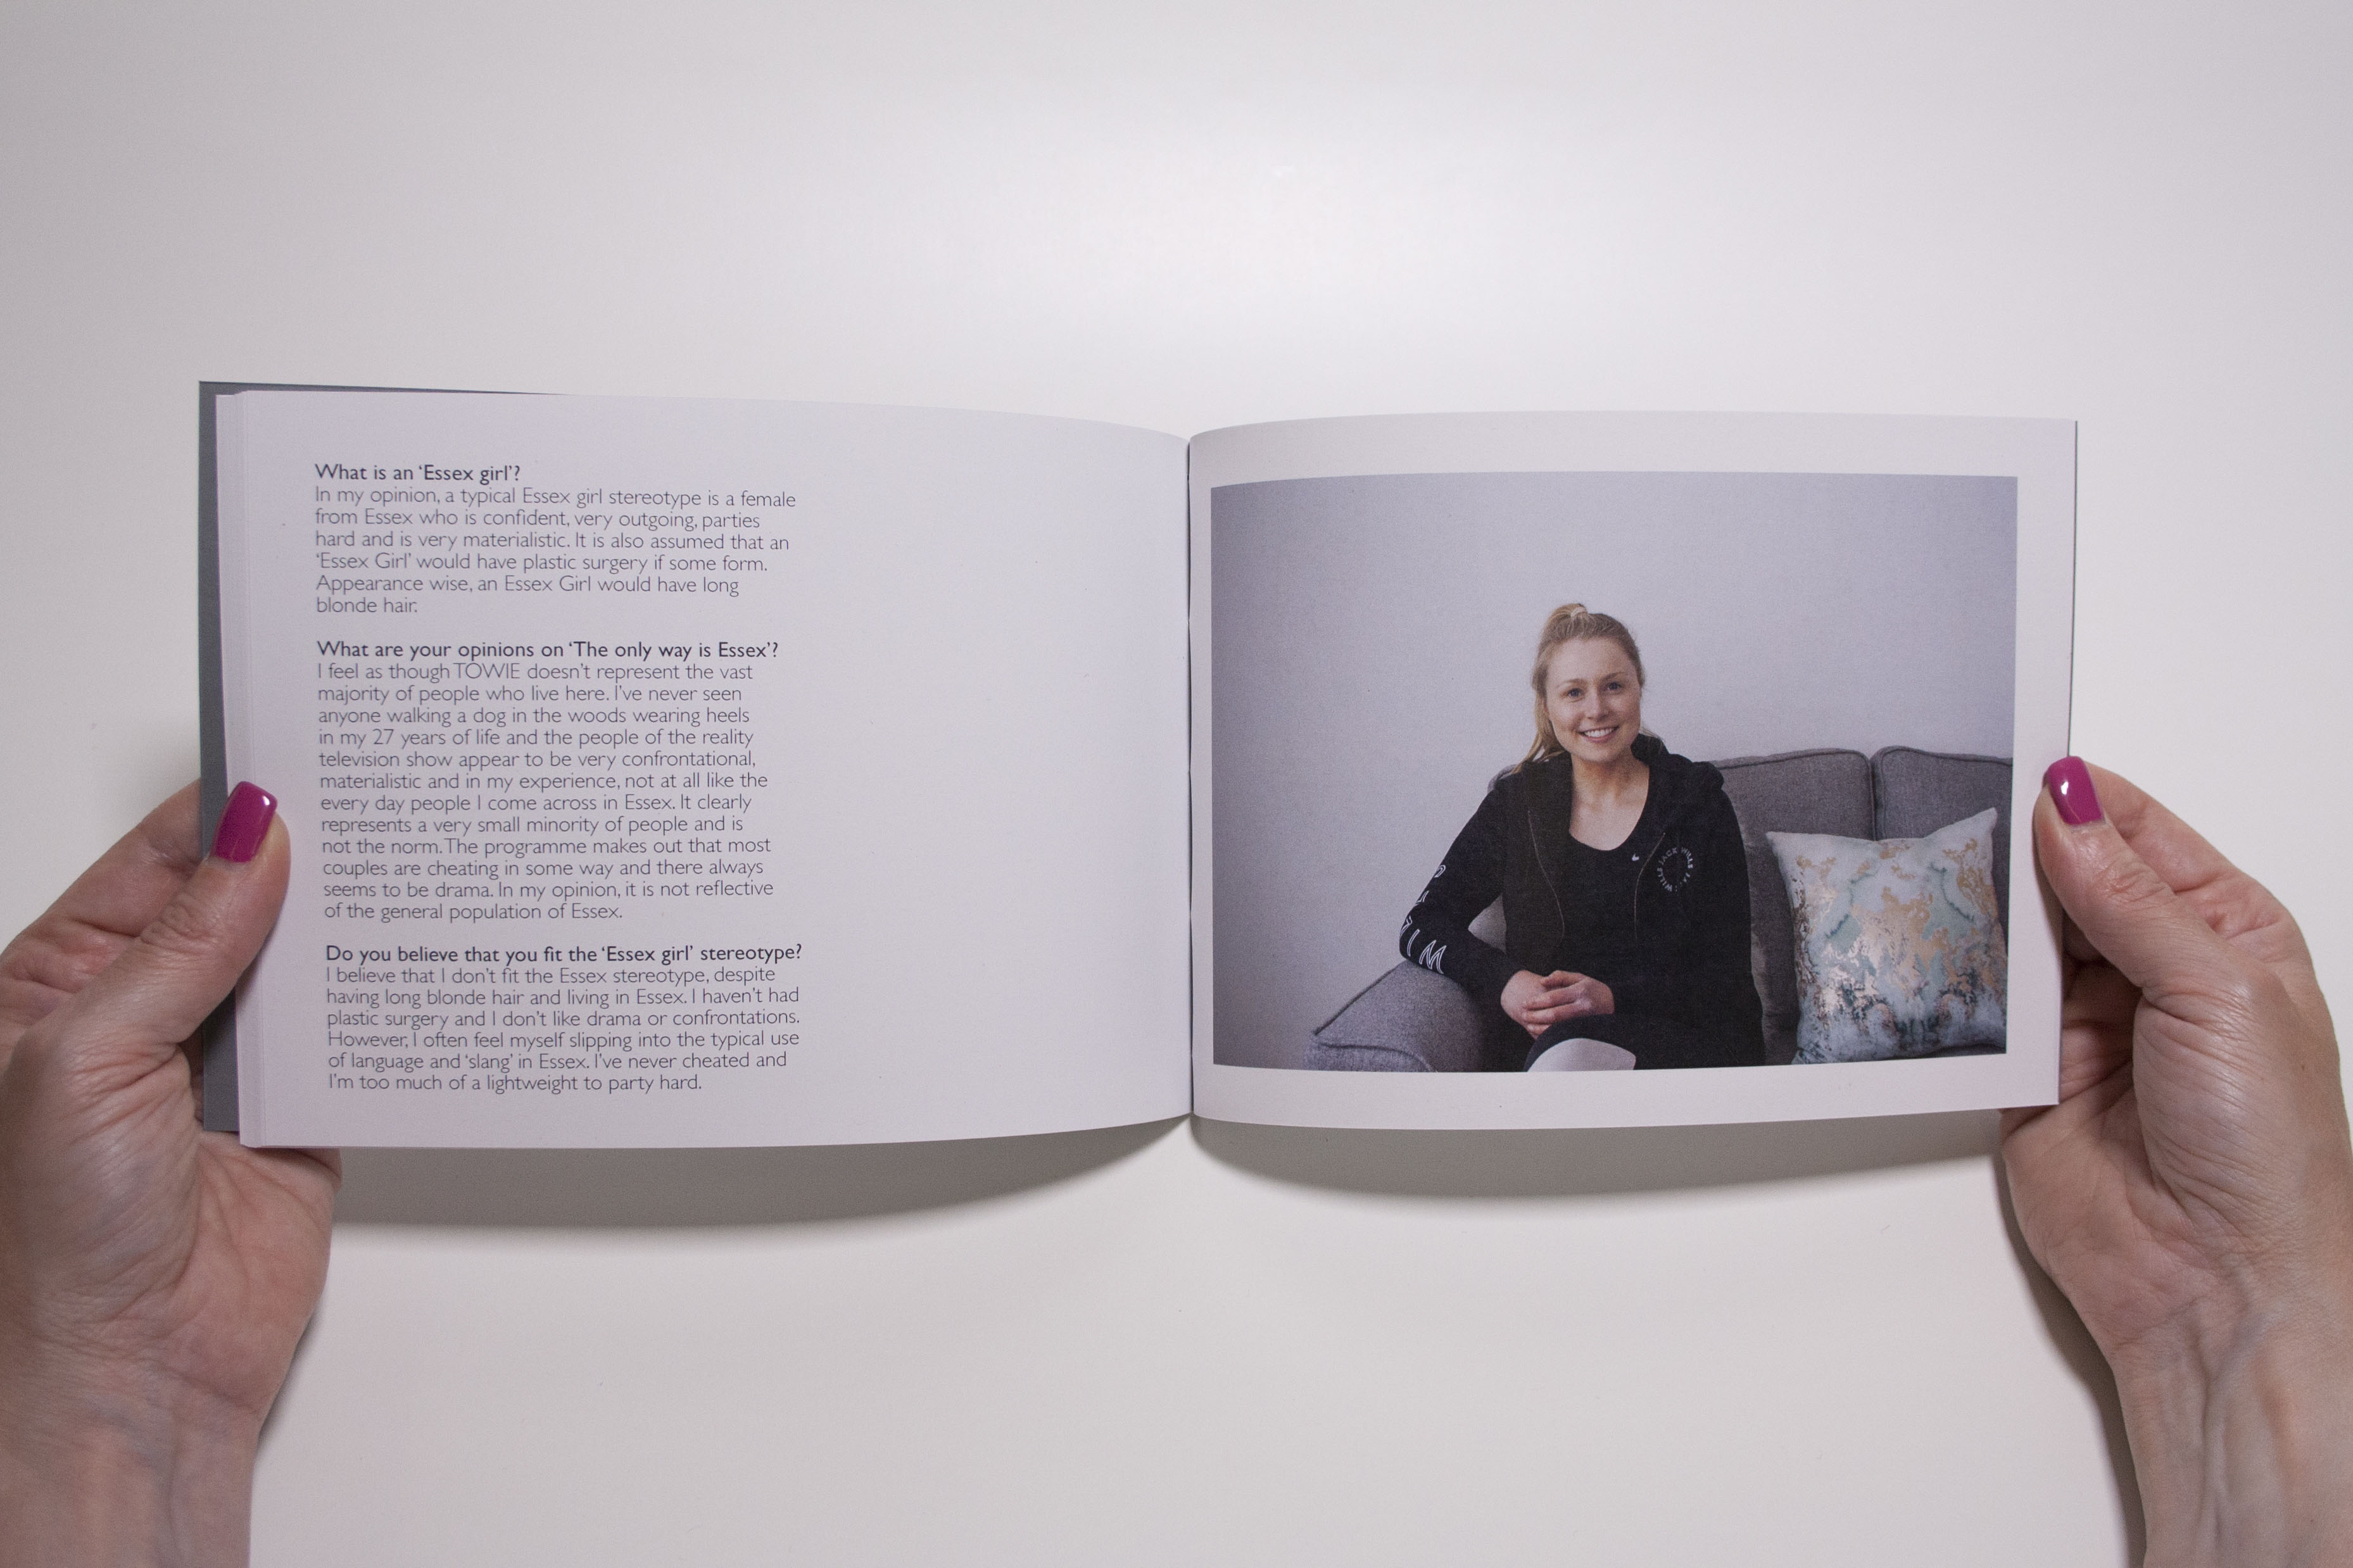 What is an ‘Essex girl’?
In my opinion, a typical Essex girl stereotype is a female
from Essex who is confident, very outgoing, parties
hard and is very materialistic. It is also assumed that an
‘Essex Girl’ would have plastic surgery if some form.
Appearance wise, an Essex Girl would have long
blonde hair.
What are your opinions on ‘The only way is Essex’?
I feel as though TOWIE doesn’t represent the vast
majority of people who live here. I’ve never seen
anyone walking a dog in the woods wearing heels
in my 27 years of life and the people of the reality
television show appear to be very confrontational,
materialistic and in my experience, not at all like the
every day people I come across in Essex. It clearly
represents a very small minority of people and is
not the norm. The programme makes out that most
couples are cheating in some way and there always
seems to be drama. In my opinion, it is not reflective
of the general population of Essex.
Do you believe that you fit the ‘Essex girl’ stereotype?
I believe that I don’t fit the Essex stereotype, despite
having long blonde hair and living in Essex. I haven’t had
plastic surgery and I don’t like drama or confrontations.
However, I often feel myself slipping into the typical use
of language and ‘slang’ in Essex. I’ve never cheated and
I’m too much of a lightweight to party hard.
JACK WILLS